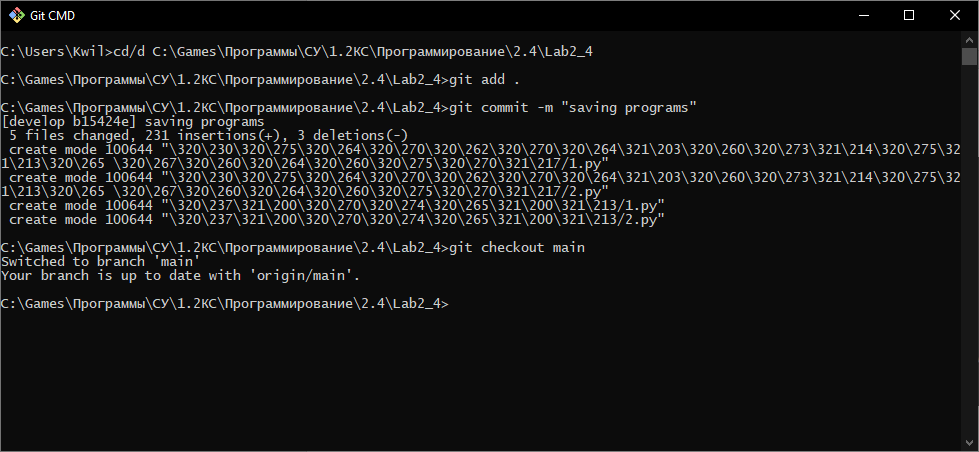 Git CMD
C:\Users\Kwil>cd/d C:\Games\Программы\СУ\1.2КС\Программирование\2.4\Lab2_4
C:\Games\Программы\СУ\1.2КС\Программирование\2.4\Lab2_4>git add .
C:\Games\Программы\СУ\1.2КС\Программирование\2.4\Lab2_4>git commit -m "saving programs"
[develop b15424e] saving programs
 5 files changed, 231 insertions(+), 3 deletions(-)
 create mode 100644 "\320\230\320\275\320\264\320\270\320\262\320\270\320\264\321\203\320\260\320\273\321\214\320\275\32
1\213\320\265 \320\267\320\260\320\264\320\260\320\275\320\270\321\217/1.py"
 create mode 100644 "\320\230\320\275\320\264\320\270\320\262\320\270\320\264\321\203\320\260\320\273\321\214\320\275\32
1\213\320\265 \320\267\320\260\320\264\320\260\320\275\320\270\321\217/2.py"
 create mode 100644 "\320\237\321\200\320\270\320\274\320\265\321\200\321\213/1.py"
 create mode 100644 "\320\237\321\200\320\270\320\274\320\265\321\200\321\213/2.py"
C:\Games\Программы\СУ\1.2КС\Программирование\2.4\Lab2_4>git checkout main
Switched to branch 'main'
Your branch is up to date with 'origin/main'.
C:\Games\Программы\СУ\1.2КС\Программирование\2.4\Lab2_4>